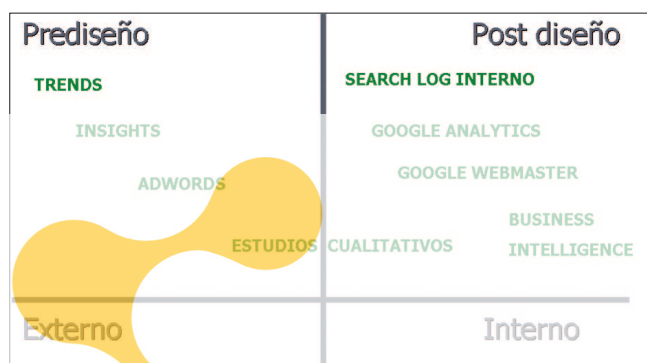 Prediseño
Post diseño
TRENDS
SEARCH LOG INTERNO
INSIGHTS
GOOGLE ANALYTICS
ADWORDS
GOOGLE WEBMASTER
BUSINESS
INTELLIGENCE
ESTUDIOS CUALITATIVOS
Externo
Interno